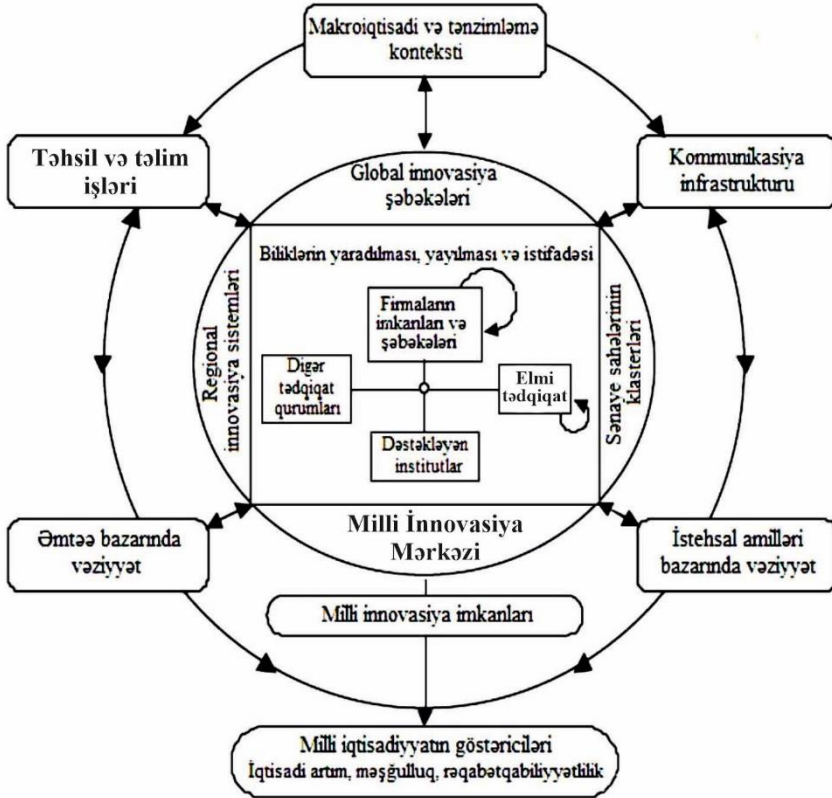 Makroiqtisadi və tənzimləmə
konteksti
Təhsil və təlim
işləri
Kommunikasiya
infrastrukturu
Global innovasiya
şəbəkələri
Biliklərin yaradılması, yayılması və istifadəsi
Regional
innovasiya sistemləri
Firmaların
imkanları və
şəbəkələri
Sənaye sahələrinin
klasterləri
Digər
tədqiqat
qurumları
Elmi
tədqiqat
Dəstəkləyən
institutlar
Milli İnnovasiya
Mərkəzi
Əmtəə bazarında
vəziyyət
İstehsal amilləri
bazarında vəziyyət
Milli innovasiya imkanları
Milli iqtisadiyyatın göstəriciləri
İqtisadi artım, məşğulluq, rəqabətqabiliyyətlilik